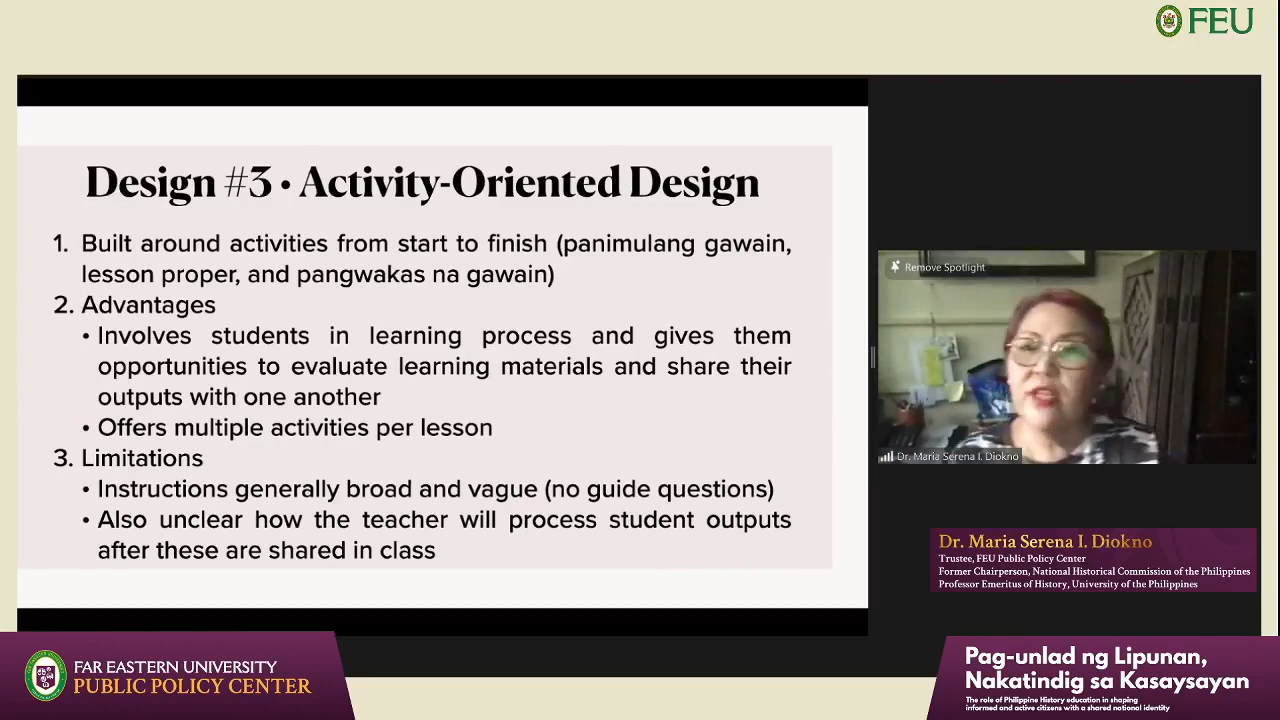 FEU
Design #3 • Activity-Oriented Design
1. Built around activities from start to finish (panimulang gawain,
lesson proper, and pangwakas na gawain)
2. Advantages
• Involves students in learning process and gives them
opportunities to evaluate learning materials and share their
outputs with one another
• Offers multiple activities per lesson
3. Limitations
• Instructions generally broad and vague (no guide questions)
• Also unclear how the teacher will process student outputs
after these are shared in class
Remove Spotlight
Dr. Maria Serena I. Diokno
Dr. Maria Serena I. Diokno
Trustee, FEU Public Policy Center
Former Chairperson, National Historical Commission of the Philippines
Professor Emeritus of History, University of the Philippines
FAR EASTERN UNIVERSITY
PUBLIC POLICY CENTER
Pag-unlad ng Lipunan,
Nakatindig sa Kasaysayan
The role of Philippine History education in shaping
informed and active citizens with a shared national identity